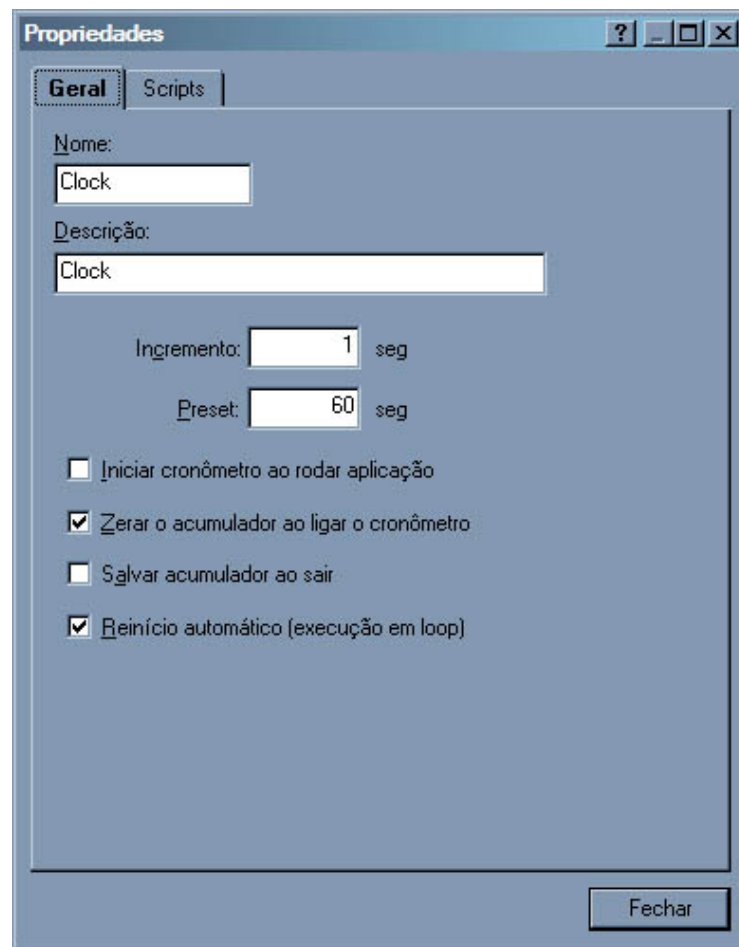 Propriedades
Geral Scripts
Nome:
Clock
Descrição:
Clock
Incremento: 1 seg
Preset: 60 seg
Iniciar cronômetro ao rodar aplicação
Zerar o acumulador ao ligar o cronômetro
Salvar acumulador ao sair
Reinício automático (execução em loop)
Fechar